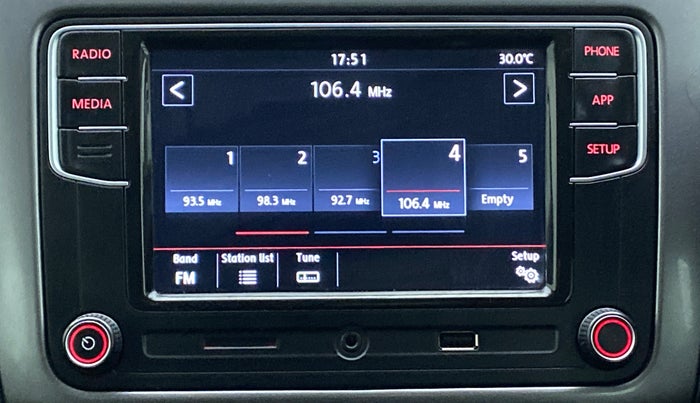 RADIO
MEDIA
PHONE
APP
SETUP
17:51 30.0°C
< 106.4 MHz >
1 2 3 4 5
93.5 MHz 98.3 MHz 92.7 MHz 106.4 MHz Empty
Band Station list Tune Setup
FM